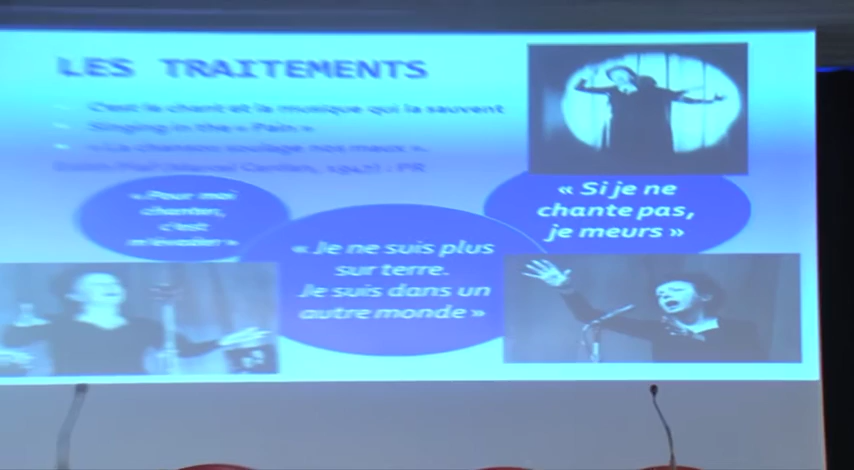 LES TRAITEMENTS
C'est le chant et la musique qui la sauvent
Singing in the « Pain »
« La chanson soulage nos maux ».
« Pour moi
chanter,
c'est
m'évader »
« Je ne suis plus
sur terre.
Je suis dans un
autre monde »
« Si je ne
chante pas,
je meurs »